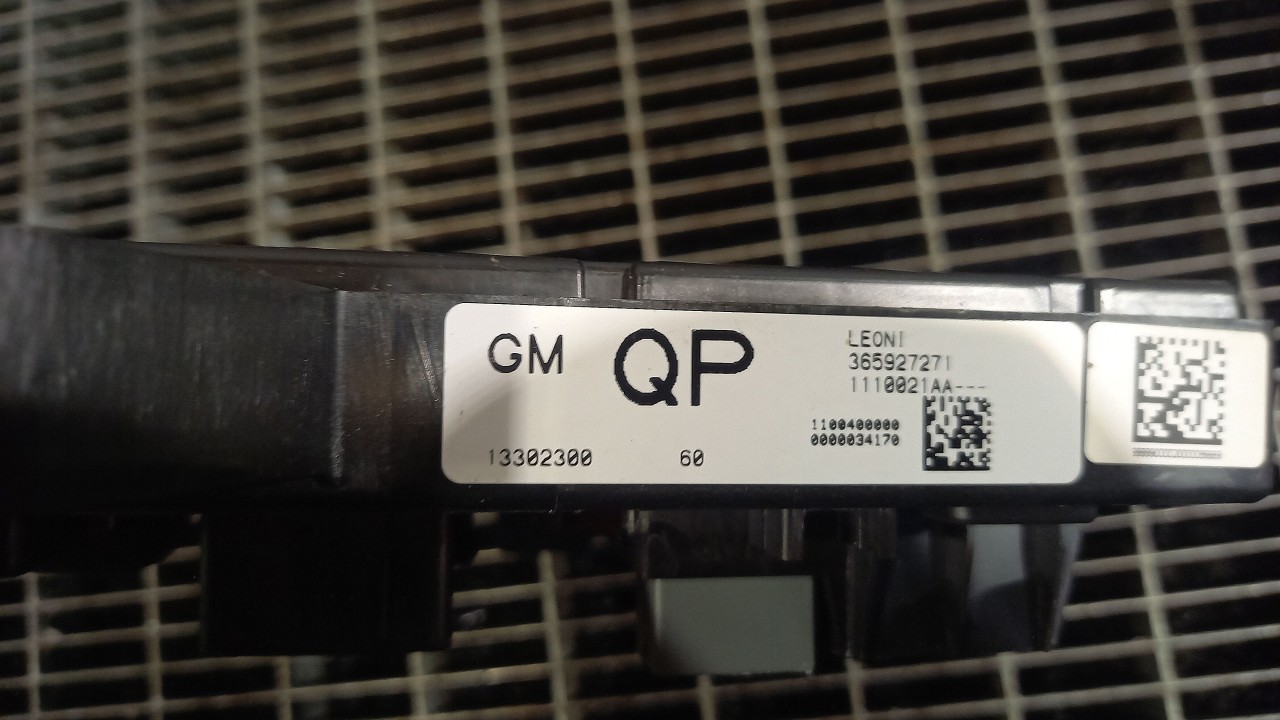 GM QP
LEONI
365927271
1110021AA---
1100400000
0000034170
13302300 60